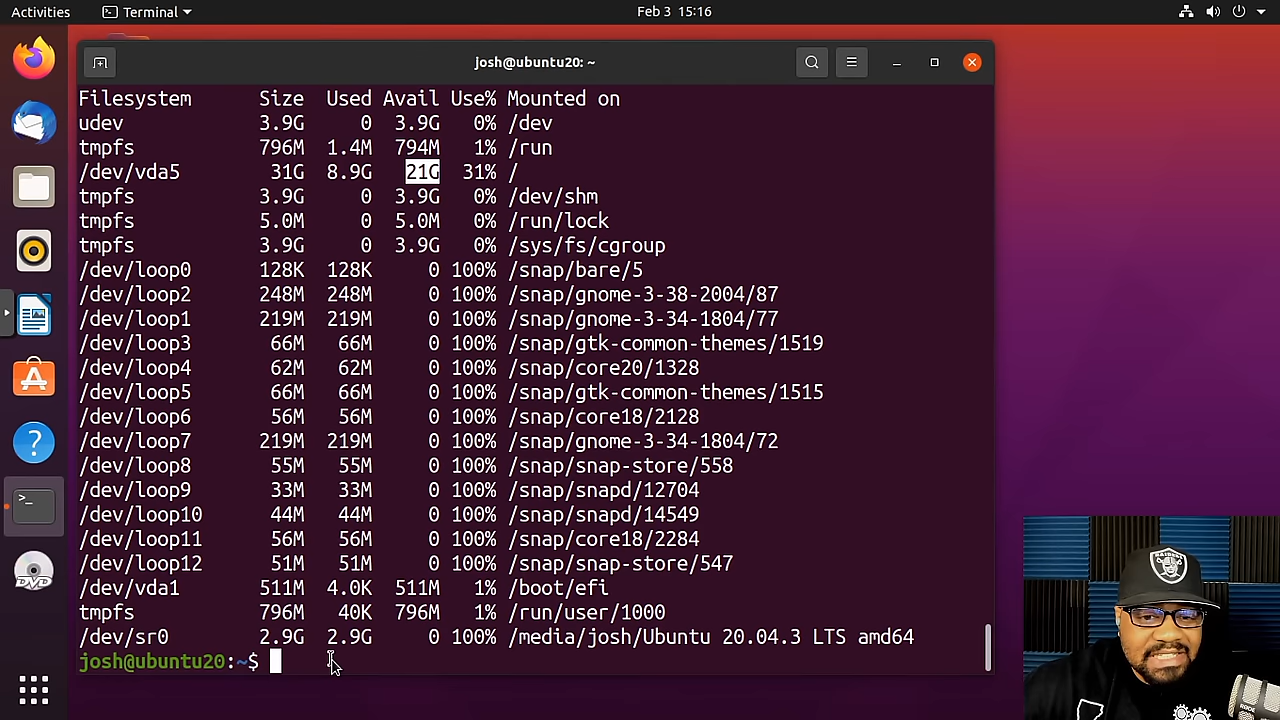 Activities Terminal Feb 3 15:16
josh@ubuntu20: ~
Filesystem Size Used Avail Use% Mounted on
udev 3.9G 0 3.9G 0% /dev
tmpfs 796M 1.4M 794M 1% /run
/dev/vda5 31G 8.9G 21G 31% /
tmpfs 3.9G 0 3.9G 0% /dev/shm
tmpfs 5.0M 0 5.0M 0% /run/lock
tmpfs 3.9G 0 3.9G 0% /sys/fs/cgroup
/dev/loop0 128K 128K 0 100% /snap/bare/5
/dev/loop2 248M 248M 0 100% /snap/gnome-3-38-2004/87
/dev/loop1 219M 219M 0 100% /snap/gnome-3-34-1804/77
/dev/loop3 66M 66M 0 100% /snap/gtk-common-themes/1519
/dev/loop4 62M 62M 0 100% /snap/core20/1328
/dev/loop5 66M 66M 0 100% /snap/gtk-common-themes/1515
/dev/loop6 56M 56M 0 100% /snap/core18/2128
/dev/loop7 219M 219M 0 100% /snap/gnome-3-34-1804/72
/dev/loop8 55M 55M 0 100% /snap/snap-store/558
/dev/loop9 33M 33M 0 100% /snap/snapd/12704
/dev/loop10 44M 44M 0 100% /snap/snapd/14549
/dev/loop11 56M 56M 0 100% /snap/core18/2284
/dev/loop12 51M 51M 0 100% /snap/snap-store/547
/dev/vda1 511M 4.0K 511M 1% /boot/efi
tmpfs 796M 40K 796M 1% /run/user/1000
/dev/sr0 2.9G 2.9G 0 100% /media/josh/Ubuntu 20.04.3 LTS amd64
josh@ubuntu20:~$
DVD
RAIDERS